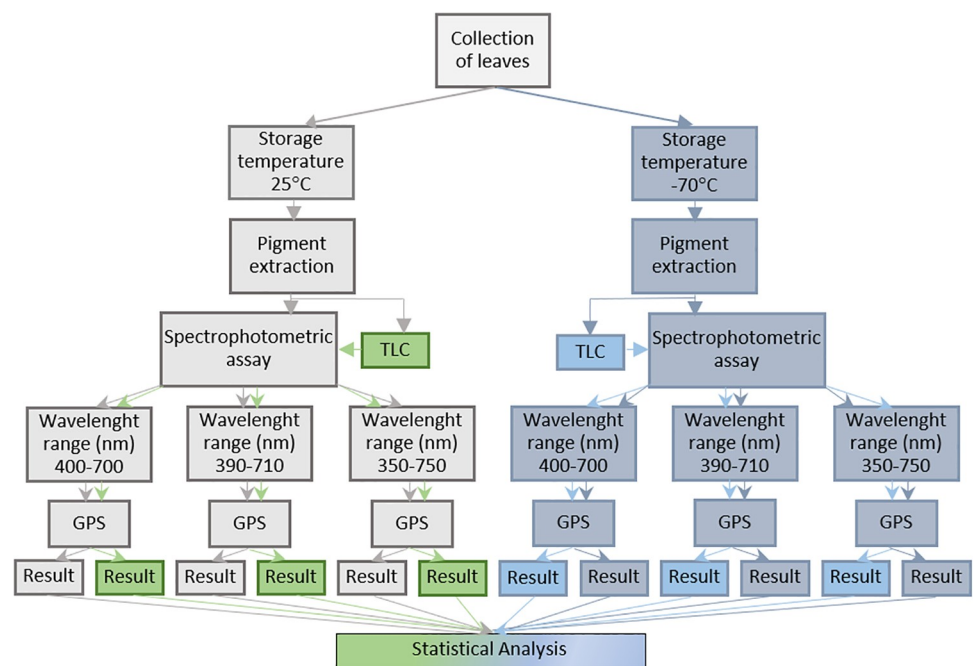 Collection
of leaves
Storage
temperature
25°C
Storage
temperature
-70°C
Pigment
extraction
Pigment
extraction
Spectrophotometric
assay
TLC
TLC
Spectrophotometric
assay
Wavelenght
range (nm)
400-700
Wavelenght
range (nm)
390-710
Wavelenght
range (nm)
350-750
Wavelenght
range (nm)
400-700
Wavelenght
range (nm)
390-710
Wavelenght
range (nm)
350-750
GPS
GPS
GPS
GPS
GPS
GPS
Result
Result
Result
Result
Result
Result
Result
Result
Result
Result
Result
Result
Statistical Analysis